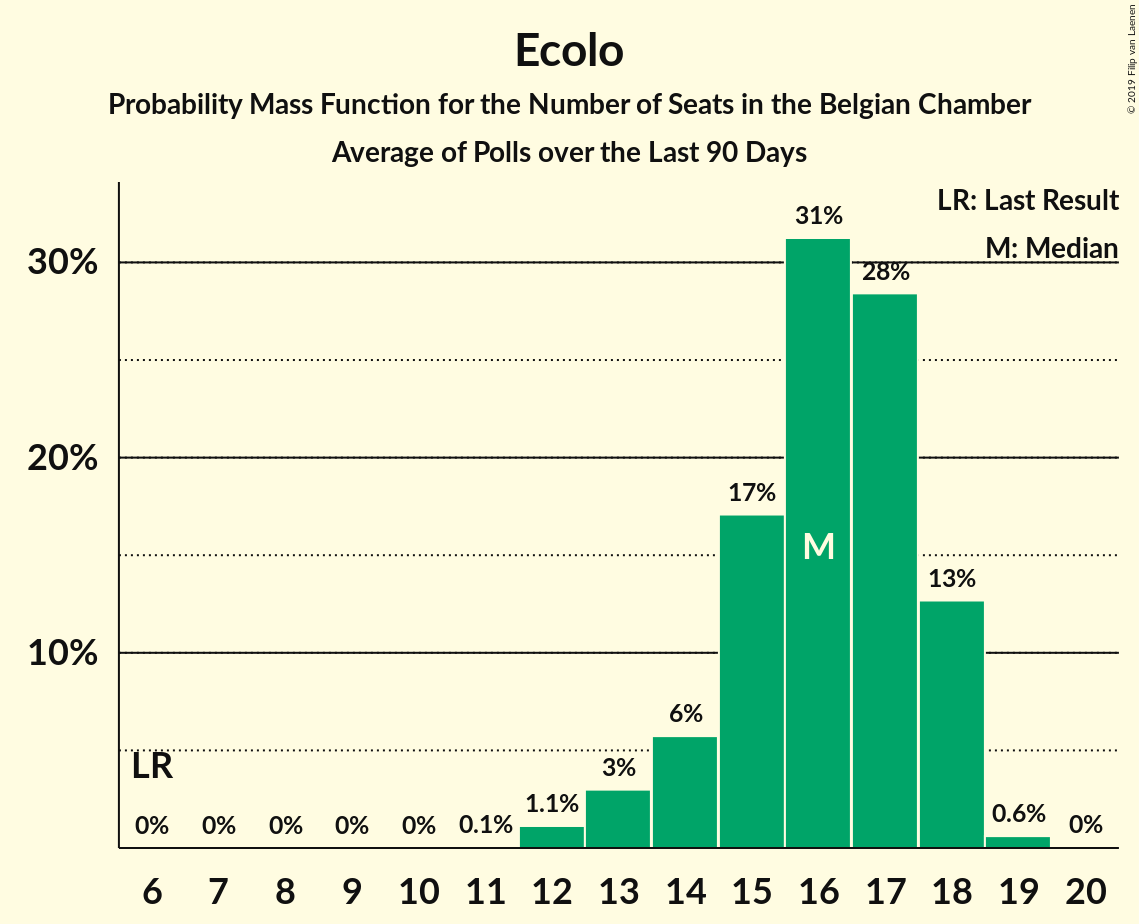 Ecolo
Probability Mass Function for the Number of Seats in the Belgian Chamber
Average of Polls over the Last 90 Days
© 2019 Filip van Laenen
LR: Last Result
M: Median
30%
20%
10%
31%
28%
17%
M
13%
6%
LR
3%
1.1%
0.6%
0% 0% 0% 0% 0% 0.1% 0%
6 7 8 9 10 11 12 13 14 15 16 17 18 19 20